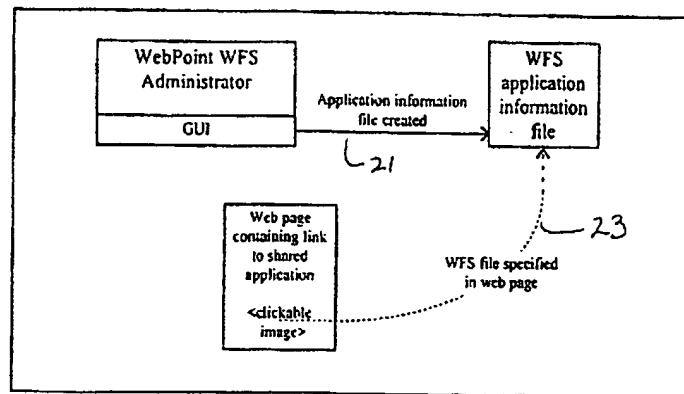 WebPoint WFS
Administrator
GUI
Application information
file created
21
WFS
application
information
file
Web page
containing link
to shared
application
<clickable
image>
23
WFS file specified
in web page